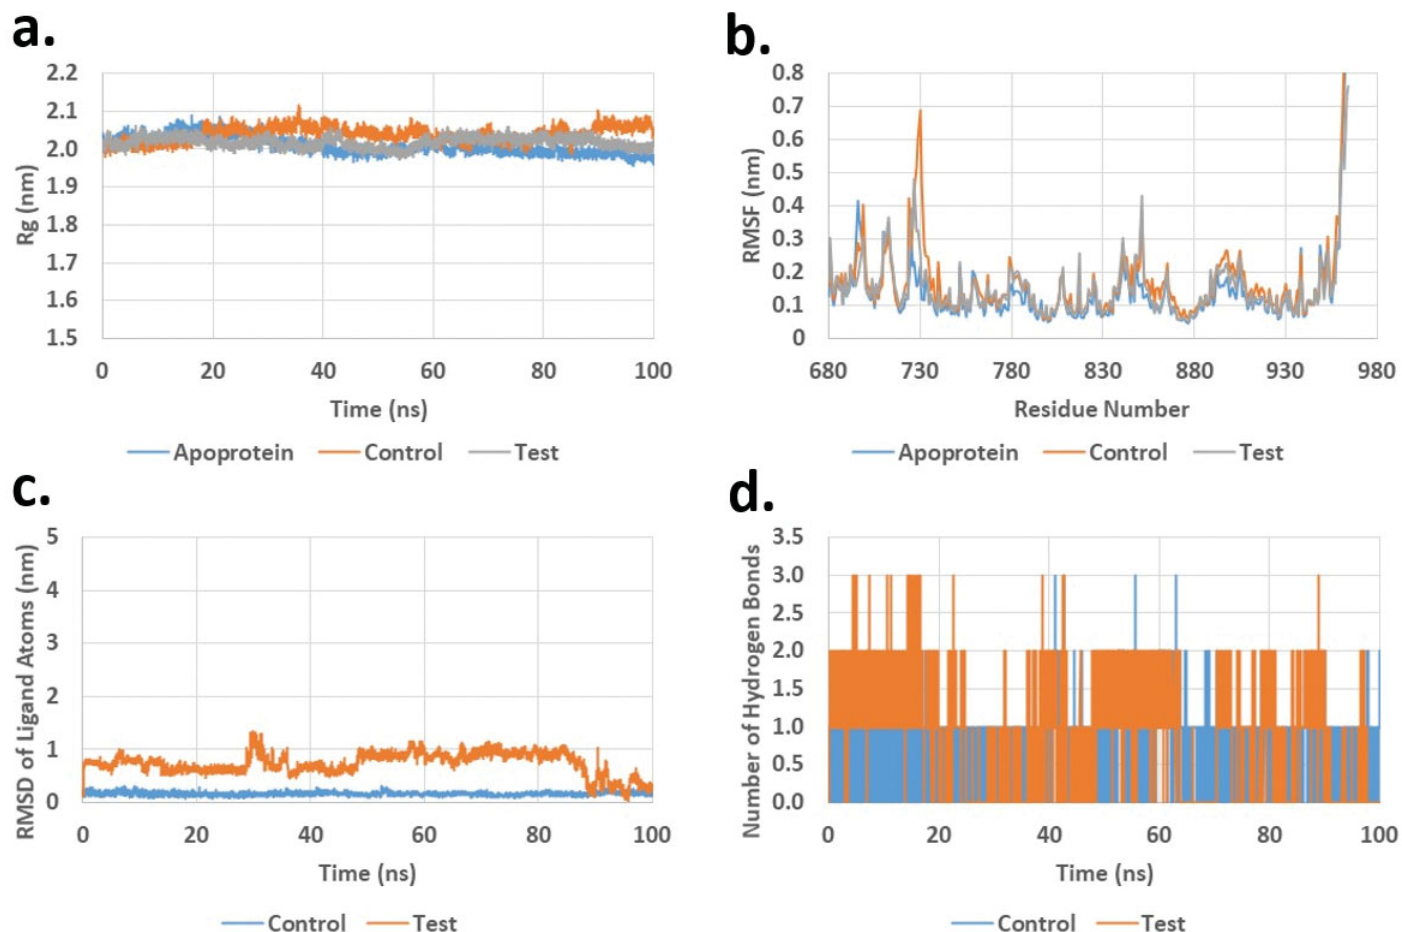 a.
Rg (nm)
2.2
2.1
2.0
1.9
1.8
1.7
1.6
1.5
0 20 40 60 80 100
Time (ns)
Apoprotein Control Test
b.
RMSF (nm)
0.8
0.7
0.6
0.5
0.4
0.3
0.2
0.1
0
680 730 780 830 880 930 980
Residue Number
Apoprotein Control Test
c.
RMSD of Ligand Atoms (nm)
5
4
3
2
1
0
0 20 40 60 80 100
Time (ns)
Control Test
d.
Number of Hydrogen Bonds
3.5
3.0
2.5
2.0
1.5
1.0
0.5
0.0
0 20 40 60 80 100
Time (ns)
Control Test